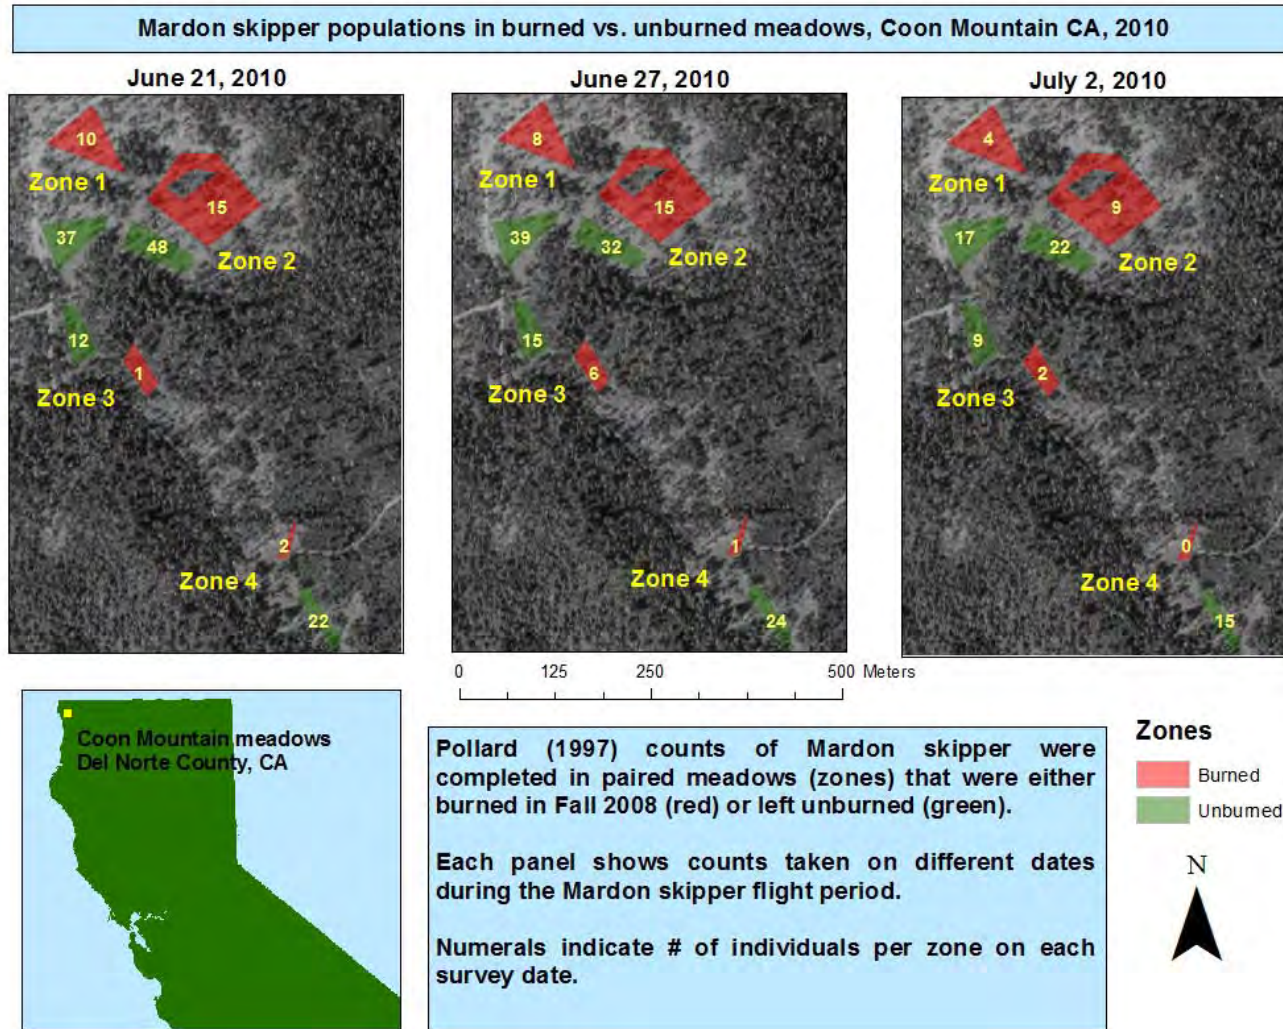 Mardon skipper populations in burned vs. unburned meadows, Coon Mountain CA, 2010
June 21, 2010
10
Zone 1
15
37
48
Zone 2
12
1
Zone 3
2
Zone 4
22
June 27, 2010
8
Zone 1
15
39
32
Zone 2
15
6
Zone 3
1
Zone 4
24
July 2, 2010
4
Zone 1
9
17
22
Zone 2
9
2
Zone 3
0
Zone 4
15
0 125 250 500 Meters
Coon Mountain meadows
Del Norte County, CA
Pollard (1997) counts of Mardon skipper were
completed in paired meadows (zones) that were either
burned in Fall 2008 (red) or left unburned (green).
Each panel shows counts taken on different dates
during the Mardon skipper flight period.
Numerals indicate # of individuals per zone on each
survey date.
Zones
Burned
Unburned
N